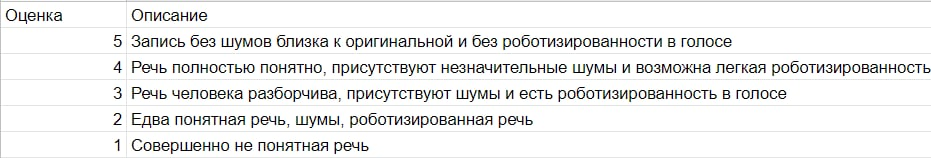 Оценка Описание
5 Запись без шумов близка к оригинальной и без роботизированности в голосе
4 Речь полностью понятно, присутствуют незначительные шумы и возможна легкая роботизированность
3 Речь человека разборчива, присутствуют шумы и есть роботизированность в голосе
2 Едва понятная речь, шумы, роботизированная речь
1 Совершенно не понятная речь